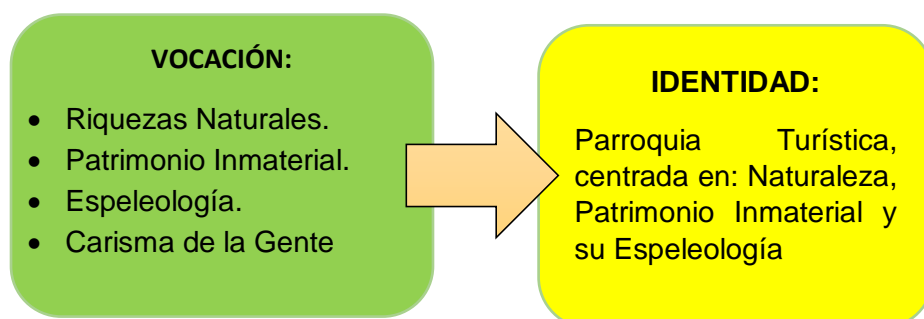 VOCACIÓN:
• Riquezas Naturales.
• Patrimonio Inmaterial.
• Espeleología.
• Carisma de la Gente
IDENTIDAD:
Parroquia Turística,
centrada en: Naturaleza,
Patrimonio Inmaterial y
su Espeleología